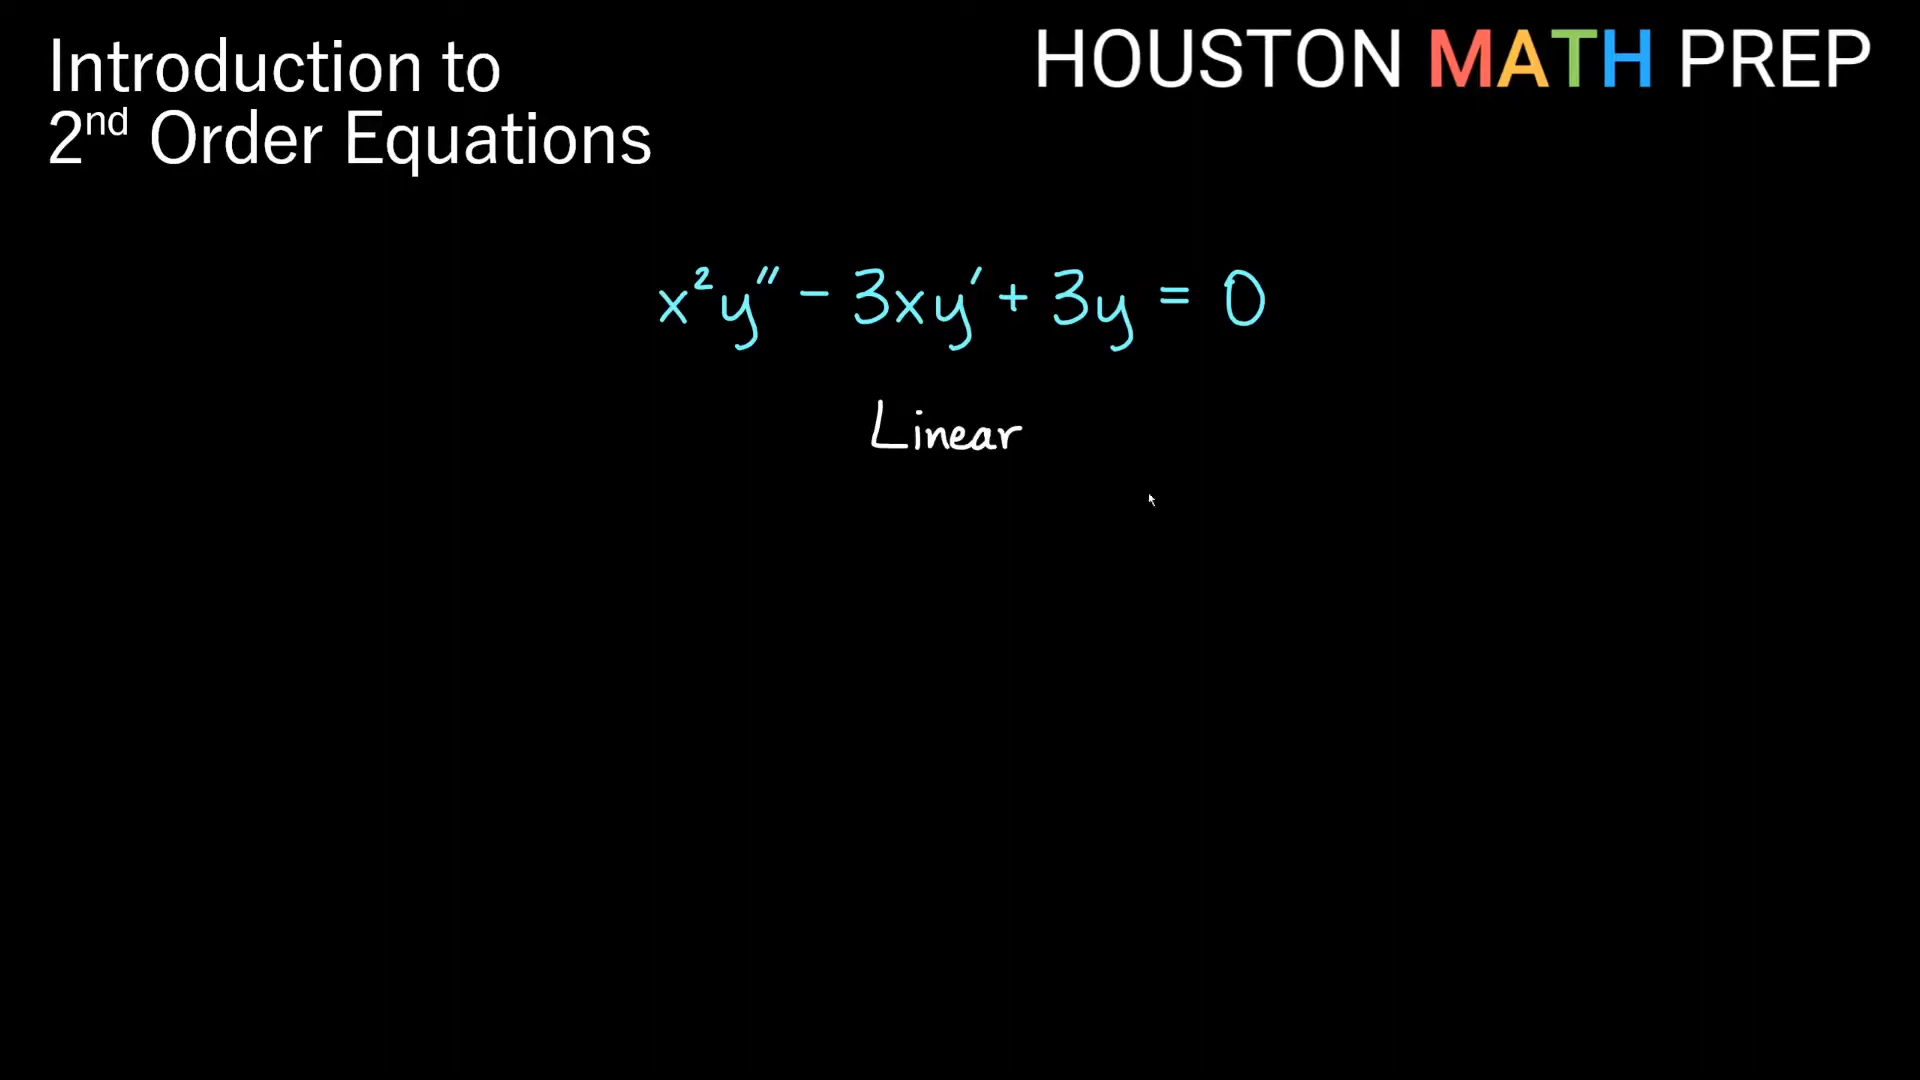 Introduction to
2nd Order Equations
HOUSTON MATH PREP
x²y″ − 3xy′ + 3y = 0
Linear